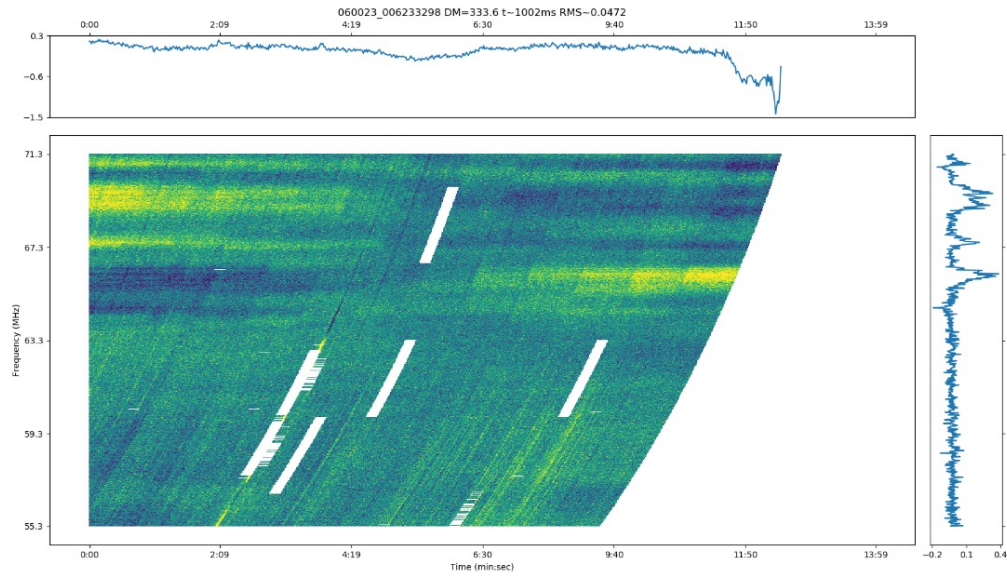 060023_006233298 DM=333.6 t~1002ms RMS~0.0472
0:00 2:09 4:19 6:30 9:40 11:50 13:59
0.3
-0.6
-1.5
71.3
67.3
63.3
59.3
55.3
Frequency (MHz)
0:00 2:09 4:19 6:30 9:40 11:50 13:59
-0.2 0.1 0.4
Time (min:sec)